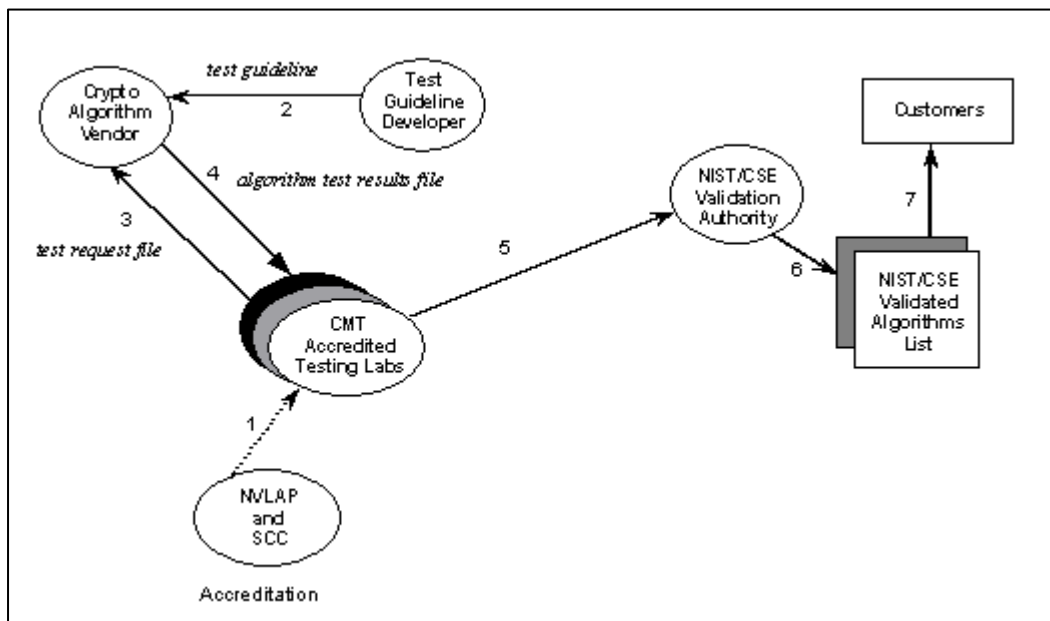 test guideline
2
Crypto
Algorithm
Vendor
Test
Guideline
Developer
Customers
4
algorithm test results file
3
test request file
NIST/CSE
Validation
Authority
7
5
6
NIST/CSE
Validated
Algorithms
List
CMT
Accredited
Testing Labs
1
NVLAP
and
SCC
Accreditation